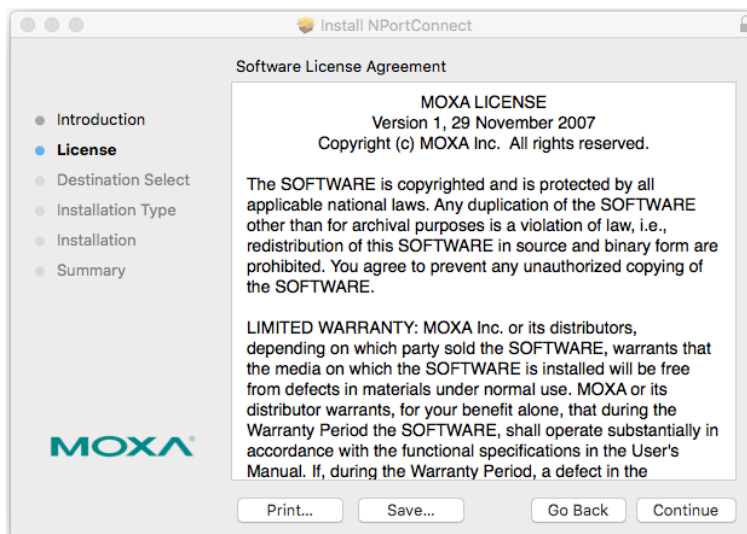 Install NPortConnect
Software License Agreement
Introduction
License
Destination Select
Installation Type
Installation
Summary
MOXA LICENSE
Version 1, 29 November 2007
Copyright (c) MOXA Inc.  All rights reserved.
The SOFTWARE is copyrighted and is protected by all
applicable national laws. Any duplication of the SOFTWARE
other than for archival purposes is a violation of law, i.e.,
redistribution of this SOFTWARE in source and binary form are
prohibited. You agree to prevent any unauthorized copying of
the SOFTWARE.
LIMITED WARRANTY: MOXA Inc. or its distributors,
depending on which party sold the SOFTWARE, warrants that
the media on which the SOFTWARE is installed will be free
from defects in materials under normal use. MOXA or its
distributor warrants, for your benefit alone, that during the
Warranty Period the SOFTWARE, shall operate substantially in
accordance with the functional specifications in the User's
Manual. If, during the Warranty Period, a defect in the
MOXA
Print...
Save...
Go Back
Continue